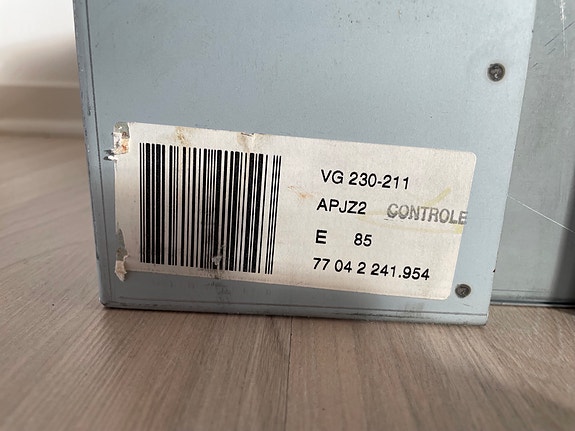 VG 230-211
APJZ2 CONTROLE
E 85
77 04 2 241.954